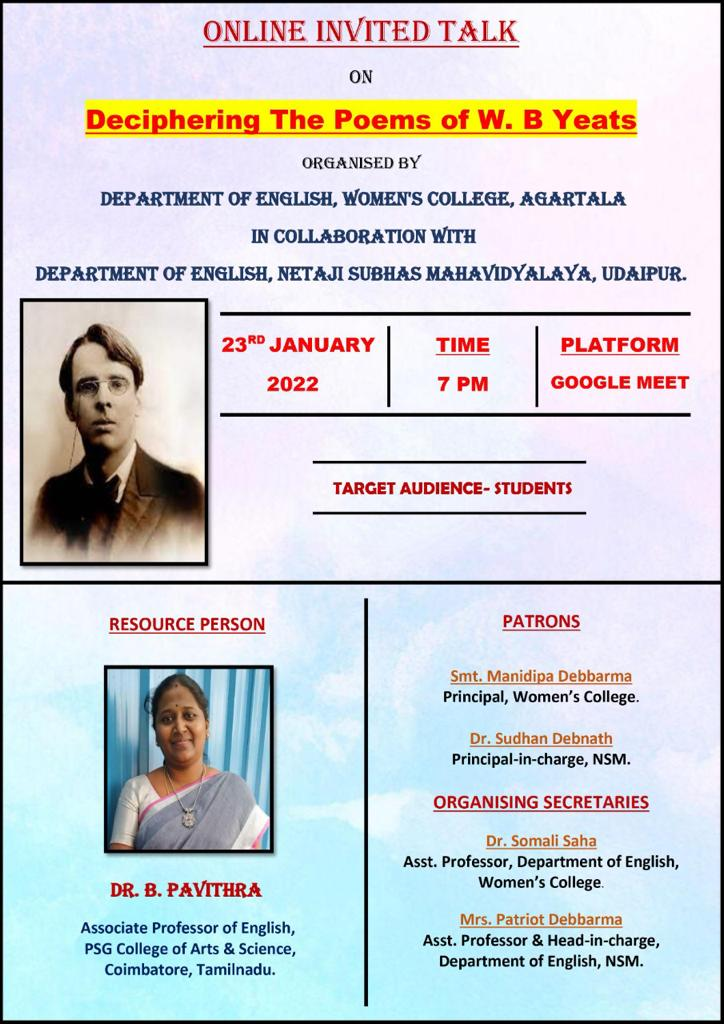 ONLINE INVITED TALK
ON
Deciphering The Poems of W. B Yeats
ORGANISED BY
DEPARTMENT OF ENGLISH, WOMEN'S COLLEGE, AGARTALA
IN COLLABORATION WITH
DEPARTMENT OF ENGLISH, NETAJI SUBHAS MAHAVIDYALAYA, UDAIPUR.
23RD JANUARY
2022
TIME
7 PM
PLATFORM
GOOGLE MEET
TARGET AUDIENCE- STUDENTS
RESOURCE PERSON
DR. B. PAVITHRA
Associate Professor of English,
PSG College of Arts & Science,
Coimbatore, Tamilnadu.
PATRONS
Smt. Manidipa Debbarma
Principal, Women's College.
Dr. Sudhan Debnath
Principal-in-charge, NSM.
ORGANISING SECRETARIES
Dr. Somali Saha
Asst. Professor, Department of English,
Women's College.
Mrs. Patriot Debbarma
Asst. Professor & Head-in-charge,
Department of English, NSM.